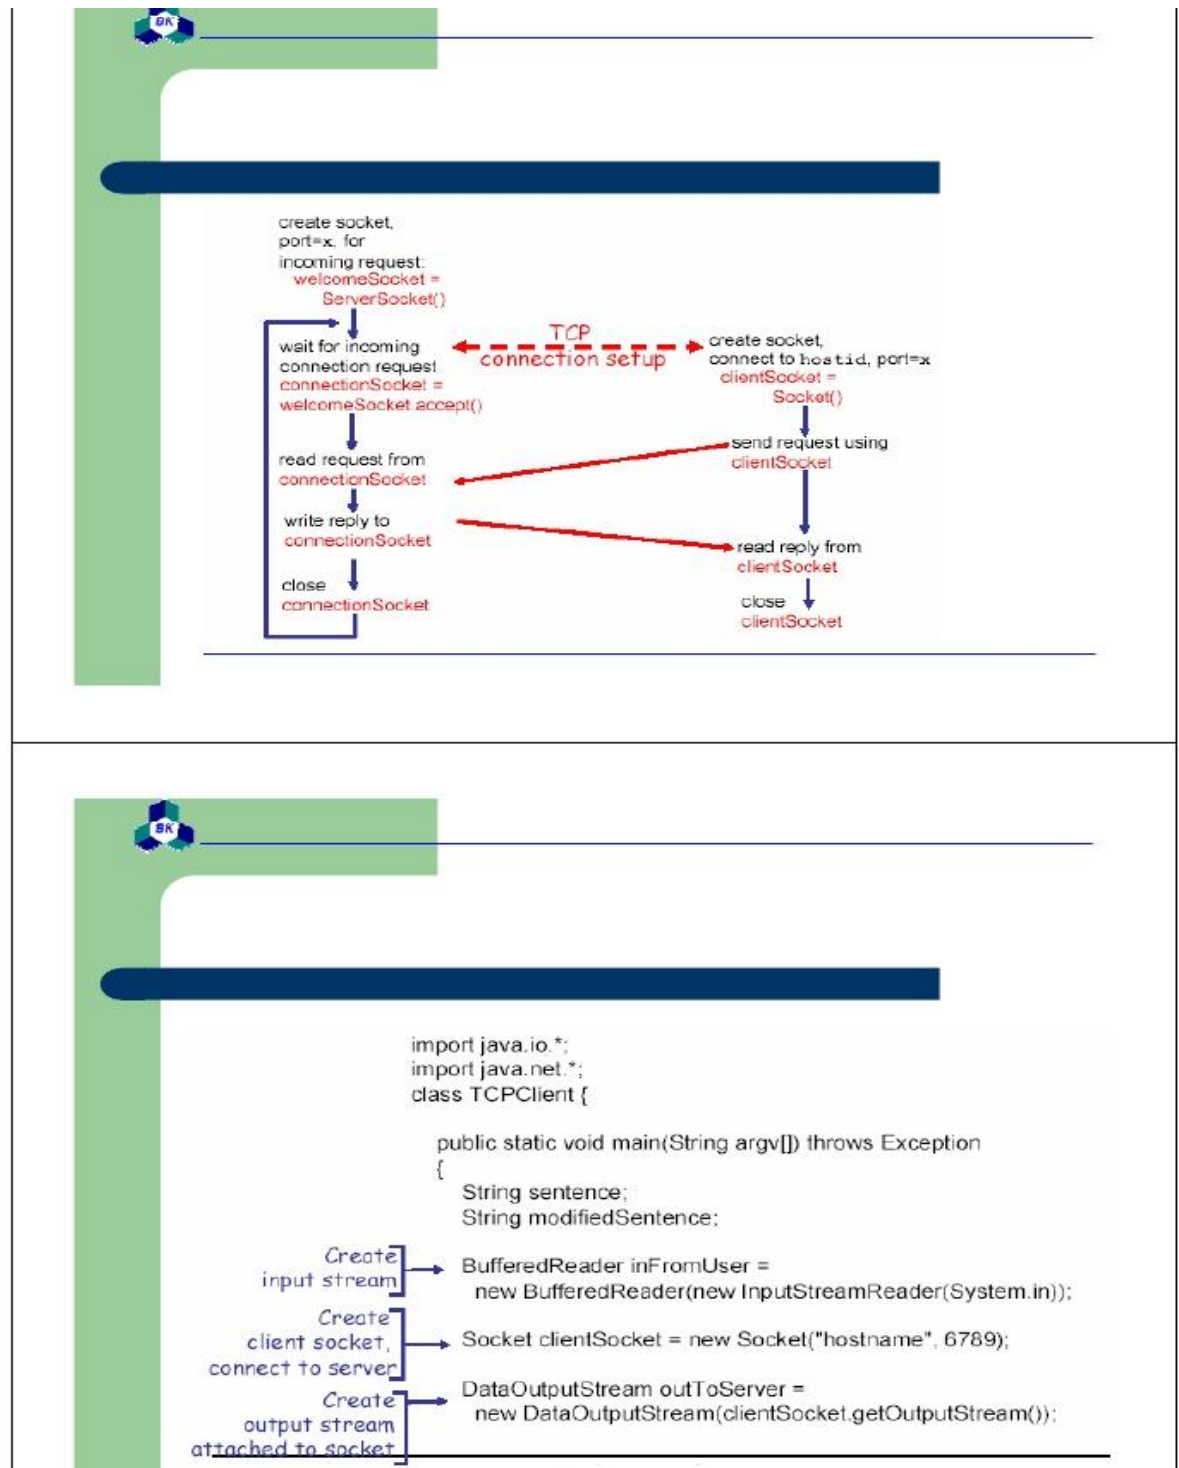 BK
create socket,
port=x, for
incoming request:
welcomeSocket =
ServerSocket()
wait for incoming
connection request
connectionSocket =
welcomeSocket.accept()
read request from
connectionSocket
write reply to
connectionSocket
close
connectionSocket
TCP
connection setup
create socket,
connect to hostid, port=x
clientSocket =
Socket()
send request using
clientSocket
read reply from
clientSocket
close
clientSocket
BK
import java.io.*;
import java.net.*;
class TCPClient {
public static void main(String argv[]) throws Exception
{
String sentence;
String modifiedSentence;
Create
input stream
BufferedReader inFromUser =
new BufferedReader(new InputStreamReader(System.in));
Create
client socket,
connect to server
Socket clientSocket = new Socket("hostname", 6789);
Create
output stream
attached to socket
DataOutputStream outToServer =
new DataOutputStream(clientSocket.getOutputStream());